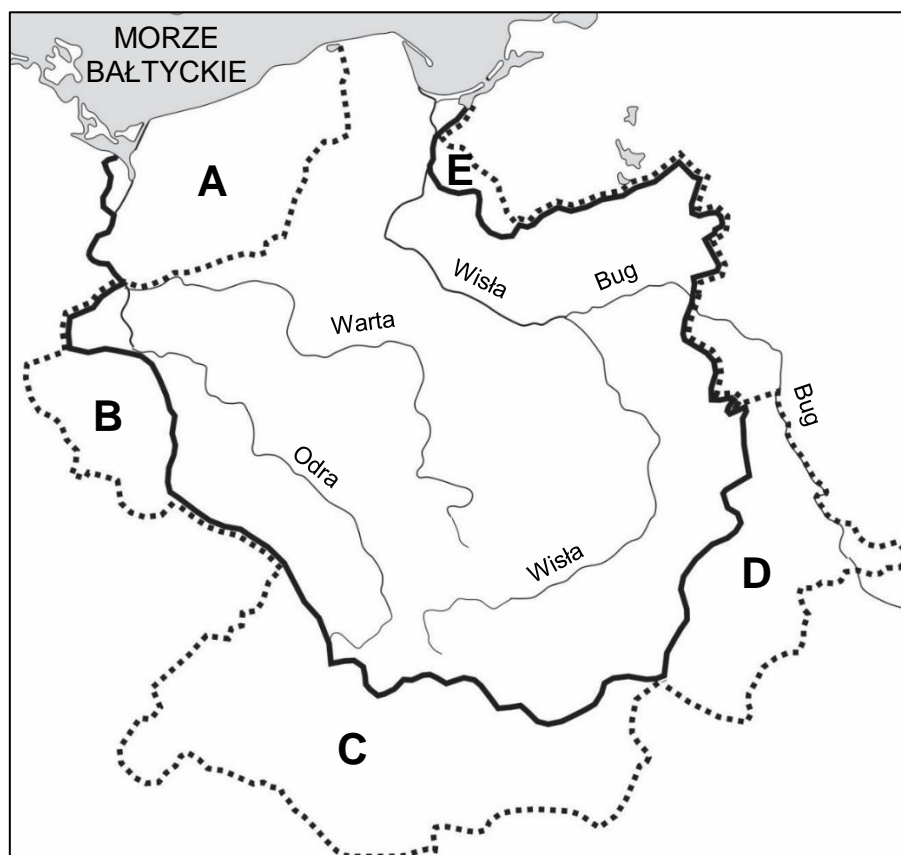 MORZE
BAŁTYCKIE
A
E
Wisła
Bug
Warta
B
Bug
Odra
Wisła
D
C